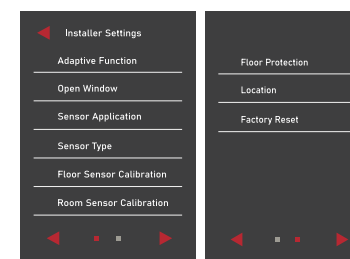 Installer Settings
Adaptive Function
Open Window
Sensor Application
Sensor Type
Floor Sensor Calibration
Room Sensor Calibration
Floor Protection
Location
Factory Reset